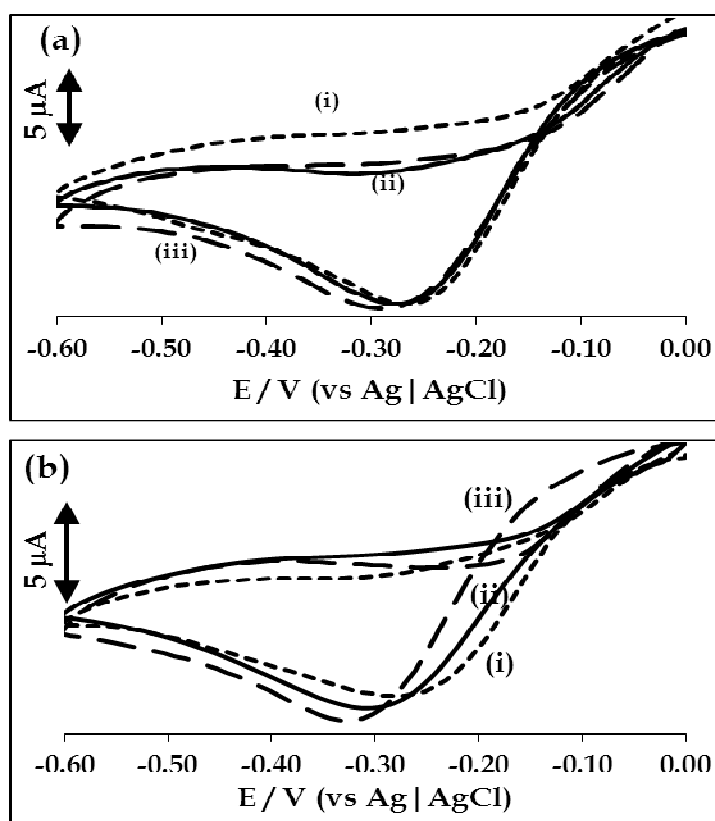 (a)
5 µA
(i)
(ii)
(iii)
-0.60 -0.50 -0.40 -0.30 -0.20 -0.10 0.00
E / V (vs Ag|AgCl)
(b)
5 µA
(iii)
(ii)
(i)
-0.60 -0.50 -0.40 -0.30 -0.20 -0.10 0.00
E / V (vs Ag|AgCl)